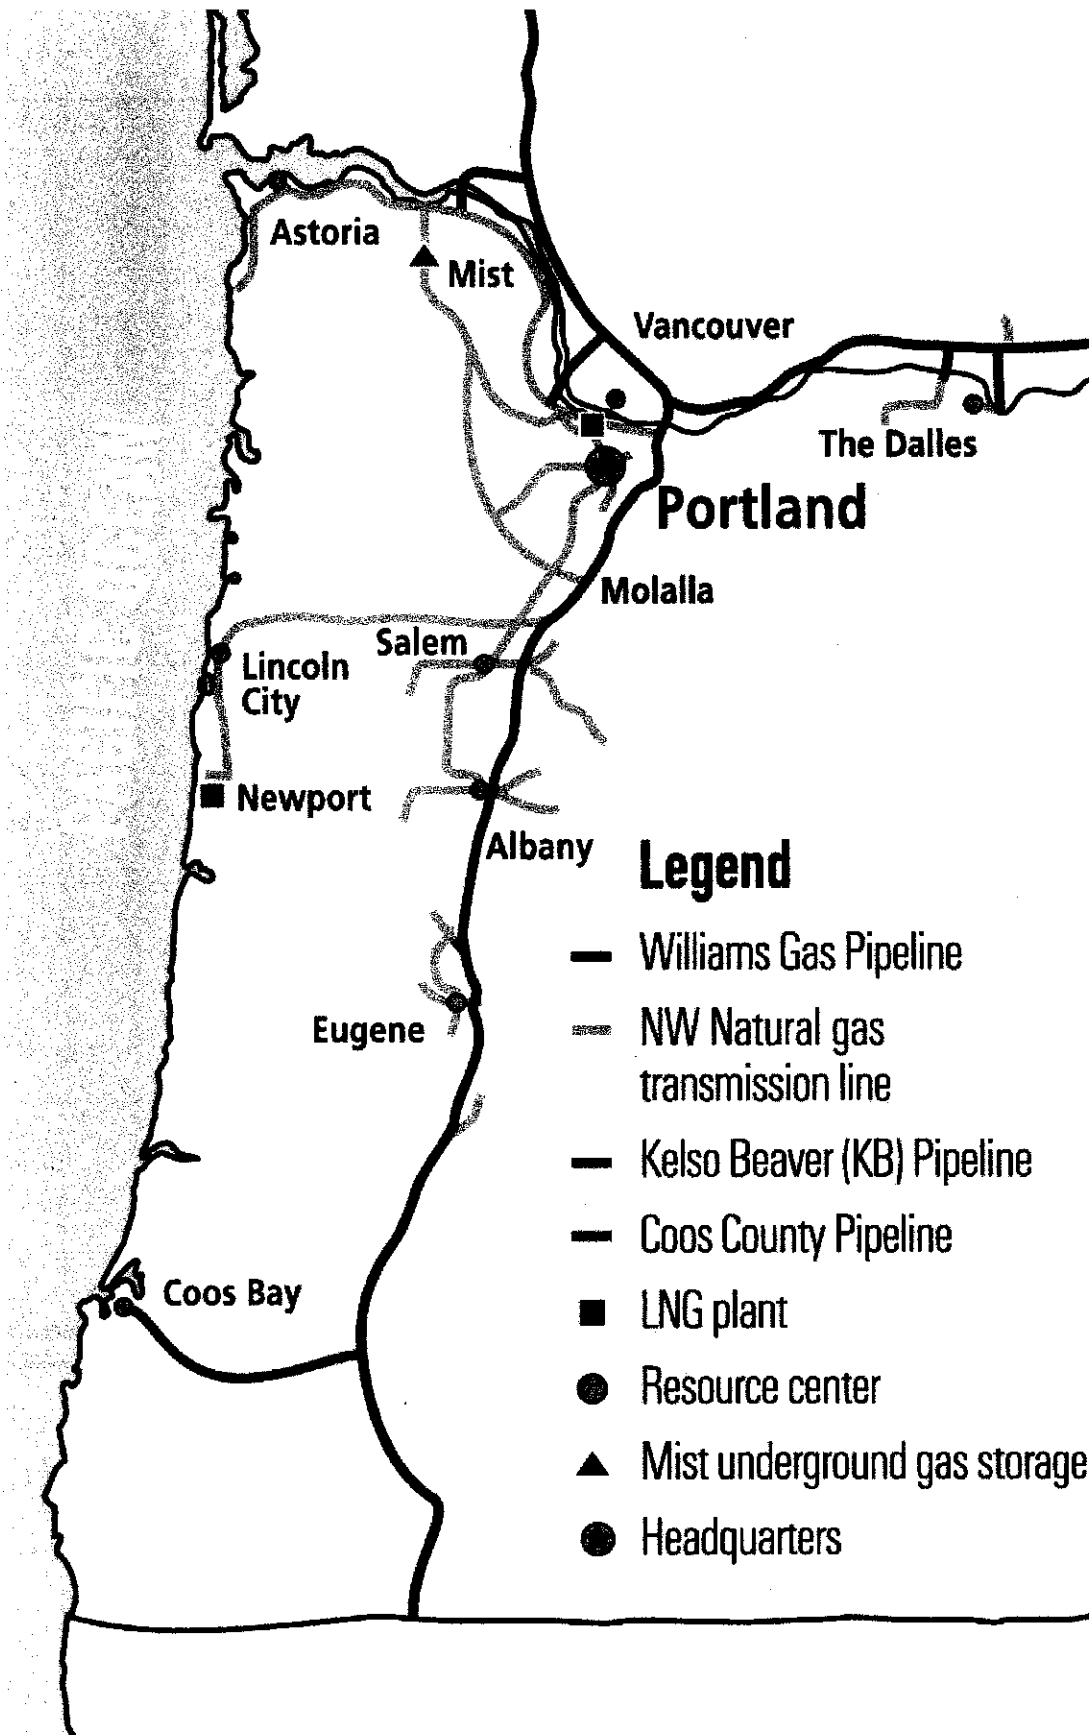 Astoria
Mist
Vancouver
The Dalles
Portland
Molalla
Salem
Lincoln
City
Newport
Albany
Eugene
Coos Bay
Legend
Williams Gas Pipeline
NW Natural gas
transmission line
Kelso Beaver (KB) Pipeline
Coos County Pipeline
LNG plant
Resource center
Mist underground gas storage
Headquarters